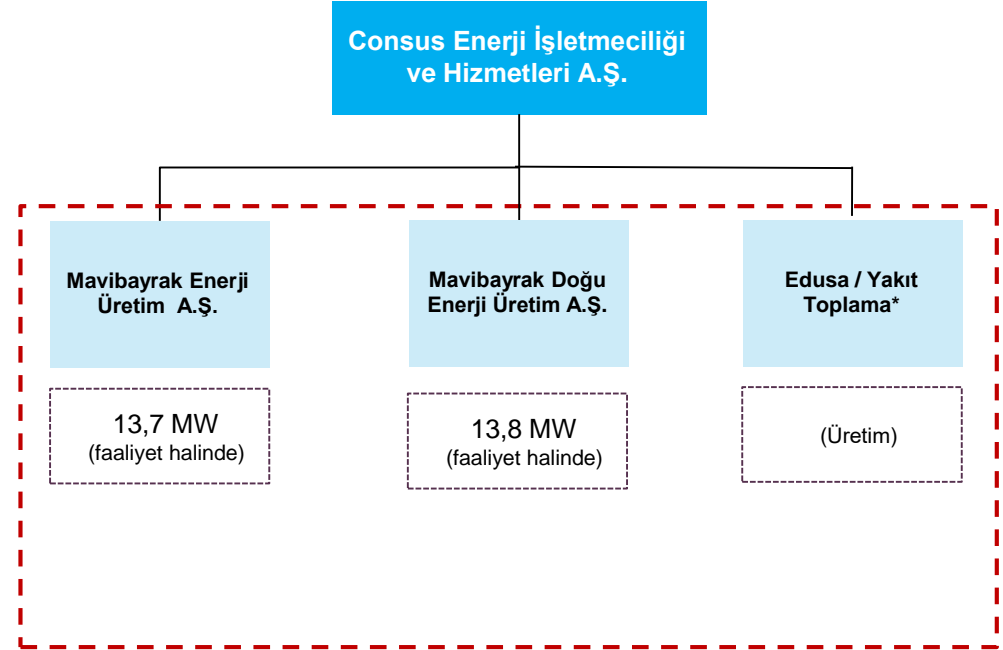 Consus Enerji İşletmeciliği
ve Hizmetleri A.Ş.
Mavibayrak Enerji
Üretim A.Ş.
Mavibayrak Doğu
Enerji Üretim A.Ş.
Edusa / Yakıt
Toplama*
13,7 MW
(faaliyet halinde)
13,8 MW
(faaliyet halinde)
(Üretim)